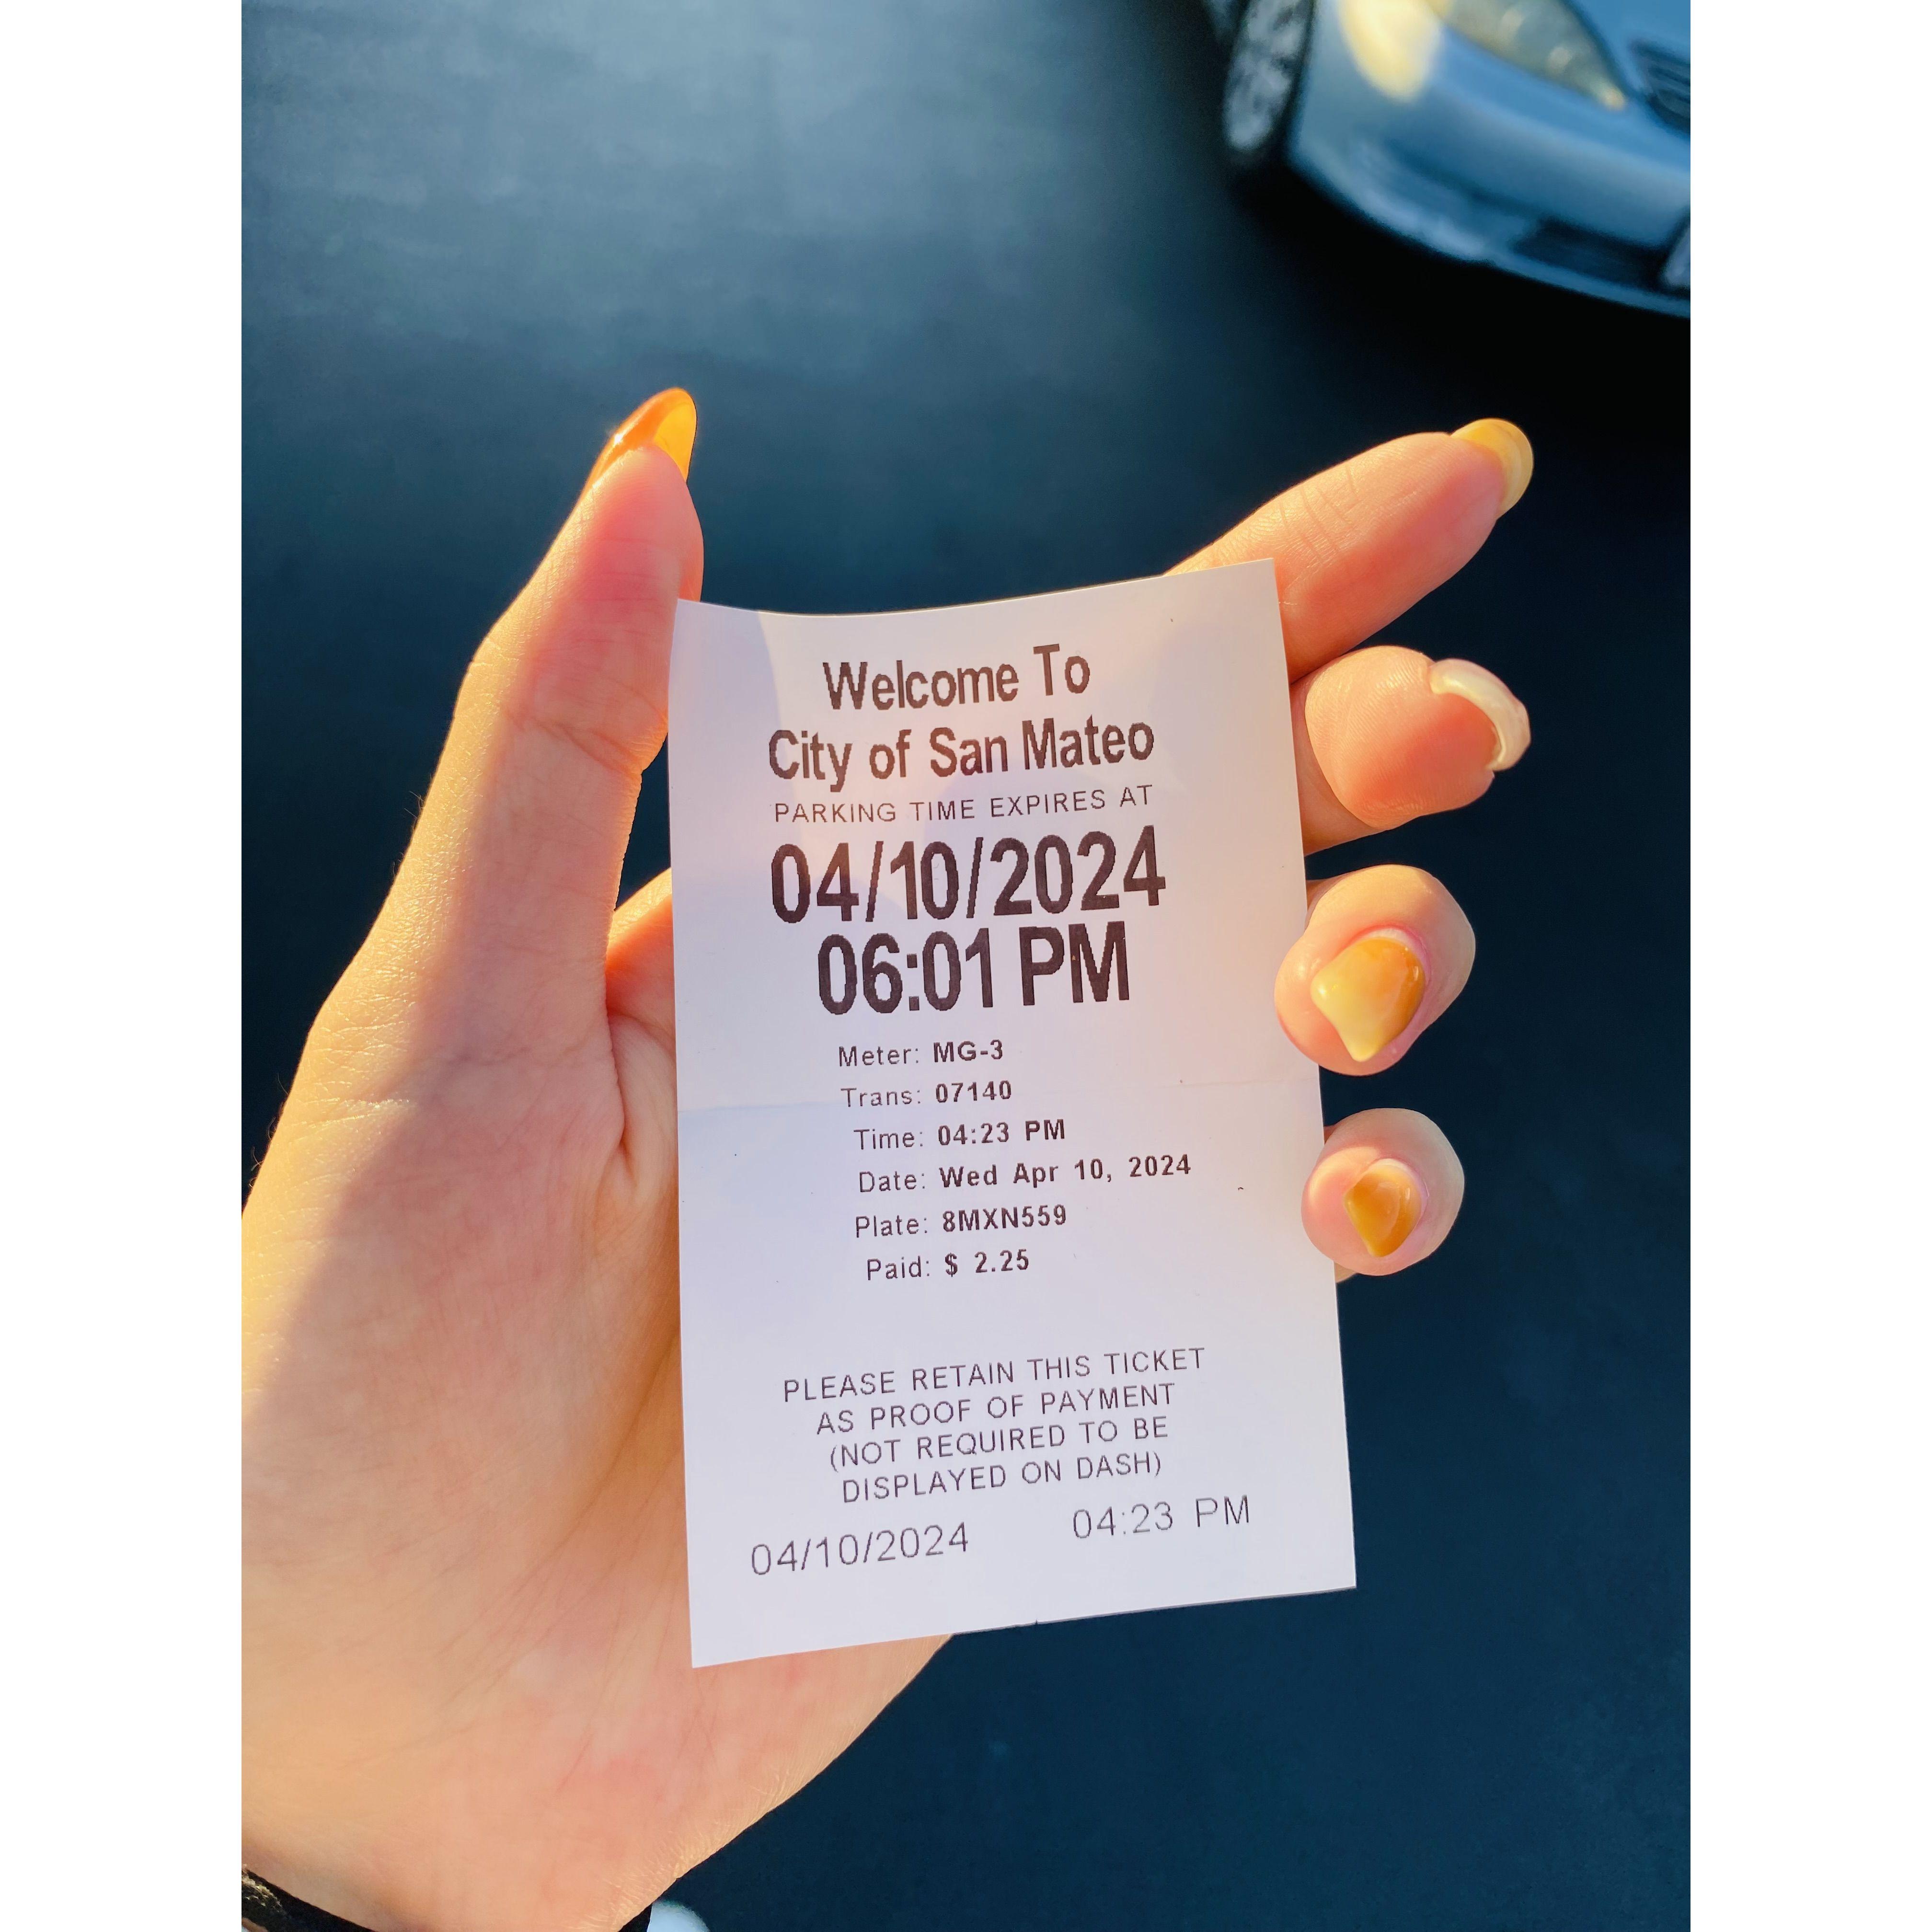 Welcome To
City of San Mateo
PARKING TIME EXPIRES AT
04/10/2024
06:01 PM
Meter: MG-3
Trans: 07140
Time: 04:23 PM
Date: Wed Apr 10, 2024
Plate: 8MXN559
Paid: $ 2.25
PLEASE RETAIN THIS TICKET
AS PROOF OF PAYMENT
(NOT REQUIRED TO BE
DISPLAYED ON DASH)
04/10/2024 04:23 PM